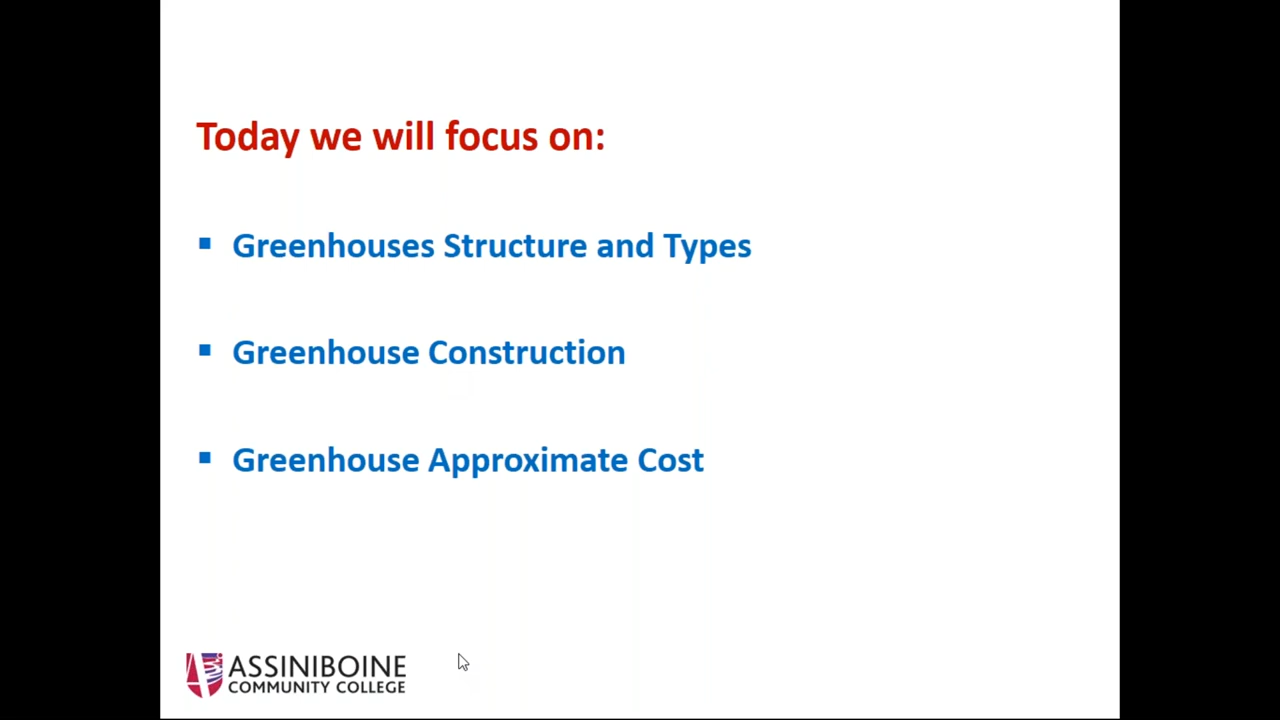 Today we will focus on:
Greenhouses Structure and Types
Greenhouse Construction
Greenhouse Approximate Cost
ASSINIBOINE
COMMUNITY COLLEGE